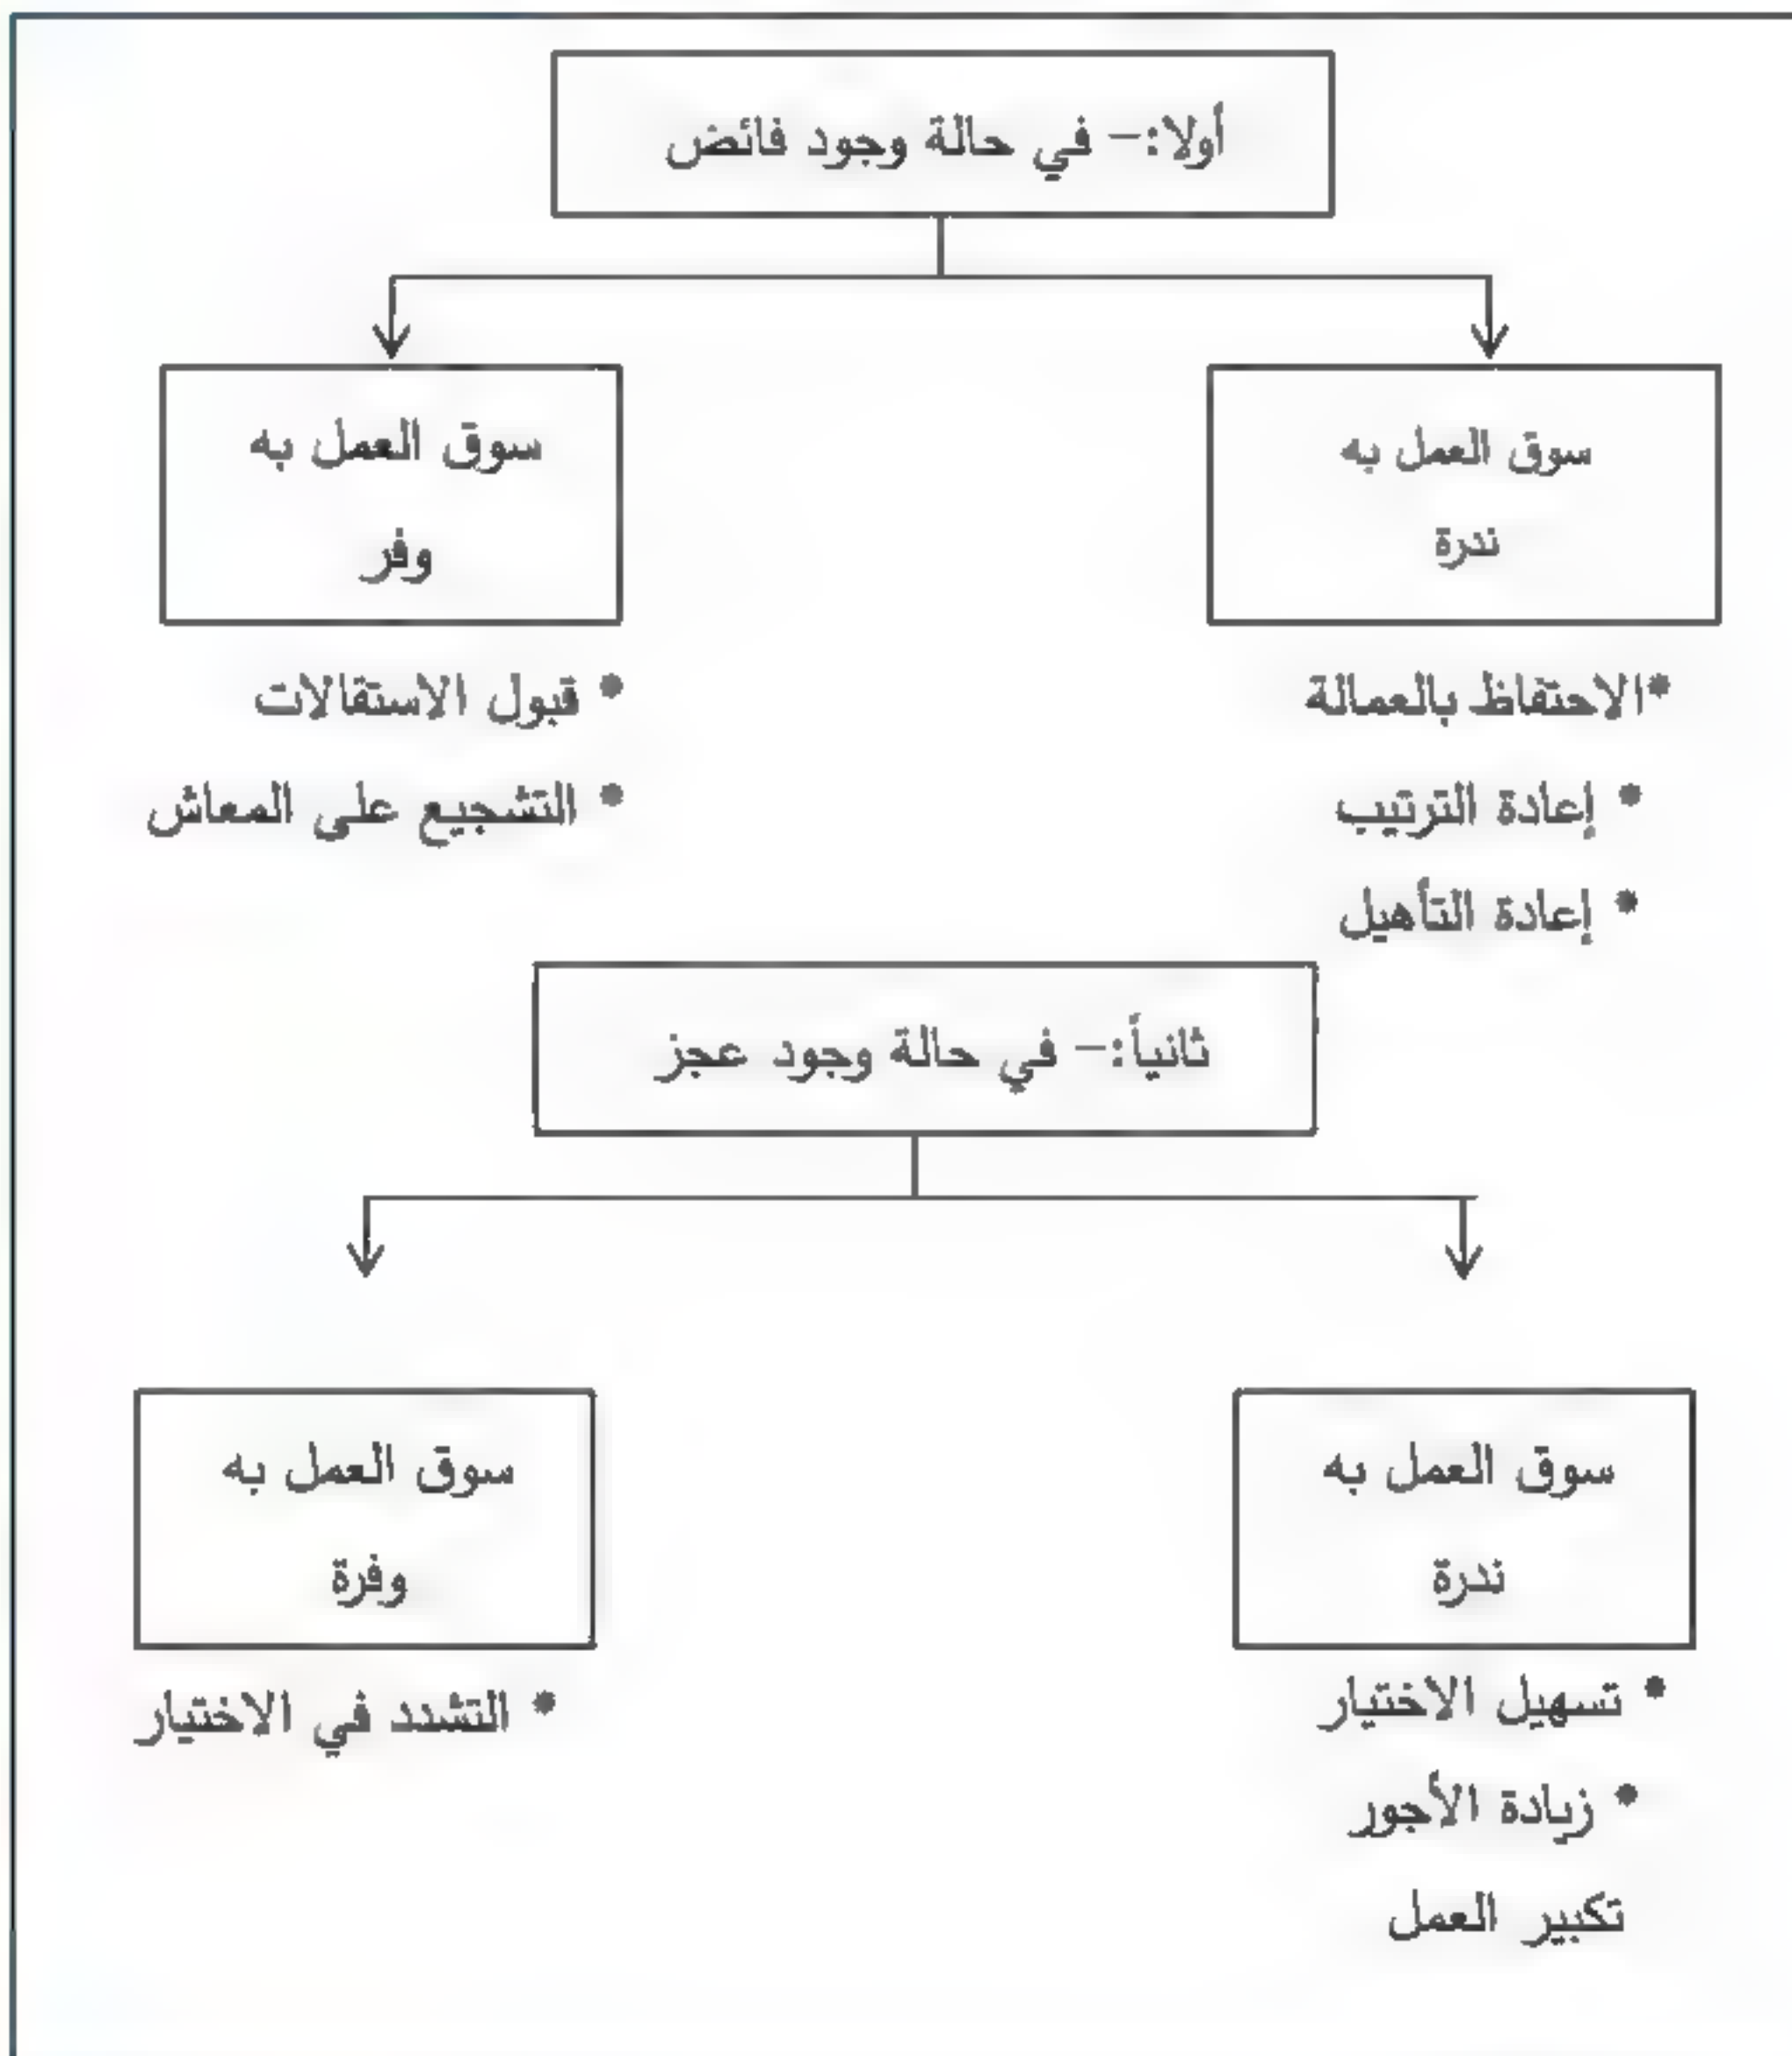 أولا:- في حالة وجود فائض
سوق العمل به
ندرة
*الاحتفاظ بالعمالة
* إعادة الترتيب
* إعادة التأهيل
سوق العمل به
وفر
* قبول الاستقالات
* التشجيع على المعاش
ثانياً:- في حالة وجود عجز
سوق العمل به
ندرة
* تسهيل الاختيار
* زيادة الأجور
تكبير العمل
سوق العمل به
وفرة
* التشدد في الاختيار